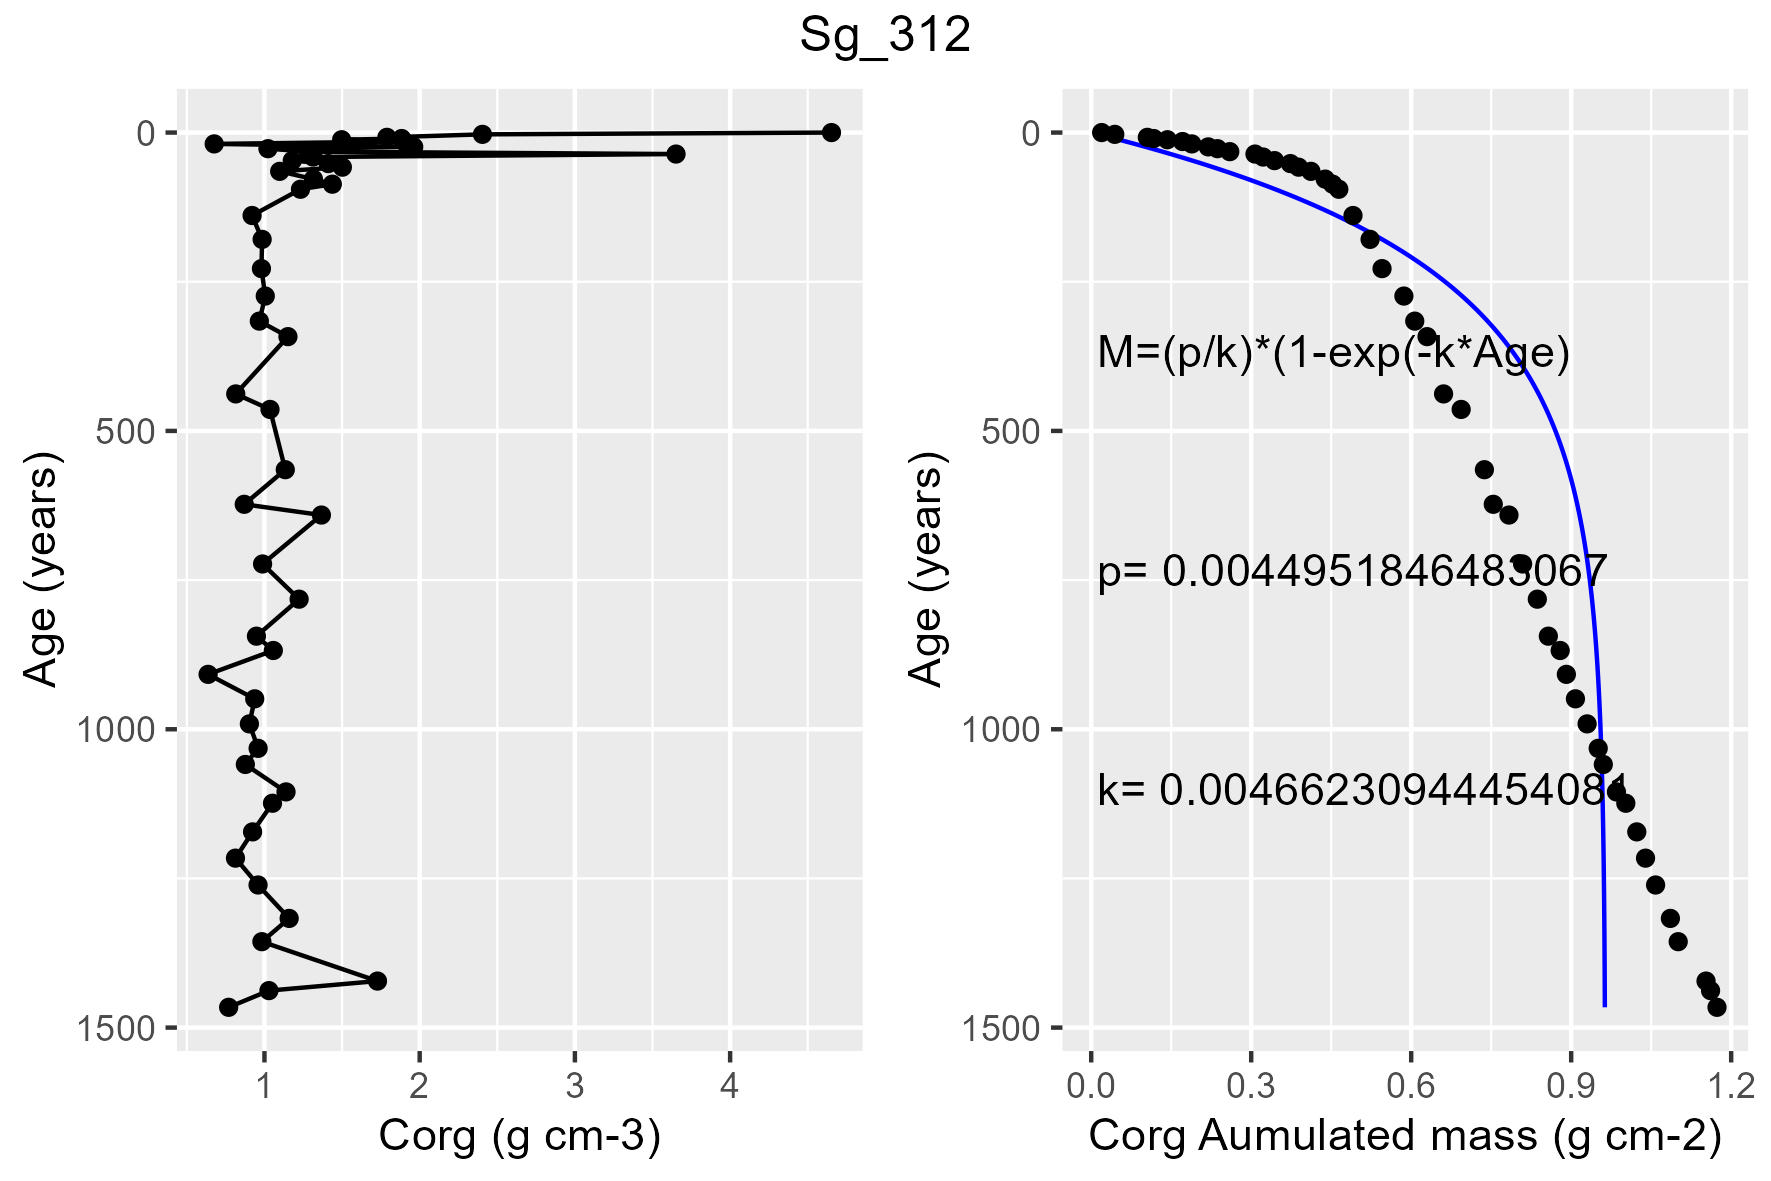 Sg_312
0
500
1000
1500
Age (years)
1
2
3
4
Corg (g cm-3)
0
500
1000
1500
Age (years)
M=(p/k)*(1-exp(-k*Age)
p= 0.0044951846483067
k= 0.00466230944454081
0.0
0.3
0.6
0.9
1.2
Corg Aumulated mass (g cm-2)